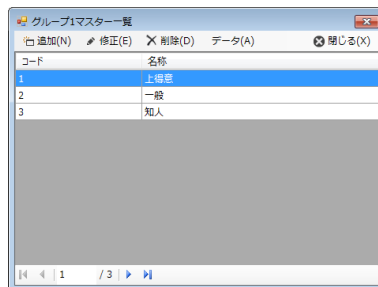 グループ1マスター一覧
追加(N) 修正(E) 削除(D) データ(A) 閉じる(X)
コード 名称
1 上得意
2 一般
3 知人
1 / 3